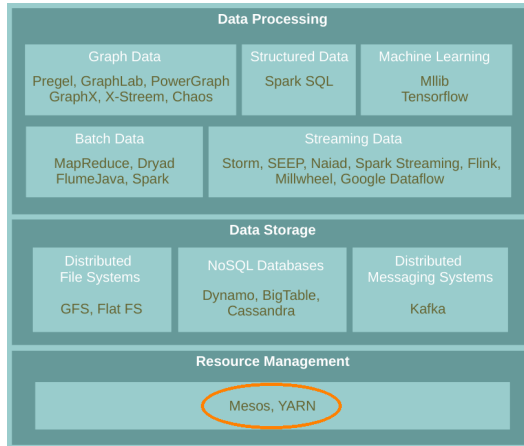 Data Processing
Graph Data
Pregel, GraphLab, PowerGraph
GraphX, X-Streem, Chaos
Structured Data
Spark SQL
Machine Learning
Mllib
Tensorflow
Batch Data
MapReduce, Dryad
FlumeJava, Spark
Streaming Data
Storm, SEEP, Naiad, Spark Streaming, Flink,
Millwheel, Google Dataflow
Data Storage
Distributed
File Systems
GFS, Flat FS
NoSQL Databases
Dynamo, BigTable,
Cassandra
Distributed
Messaging Systems
Kafka
Resource Management
Mesos, YARN